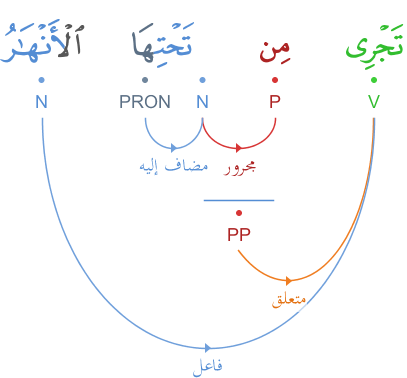 تَجْرِى مِن تَحْتِهَا ٱلْأَنْهَٰرُ
V P N PRON N
مجرور مضاف إليه
PP
متعلق
فاعل